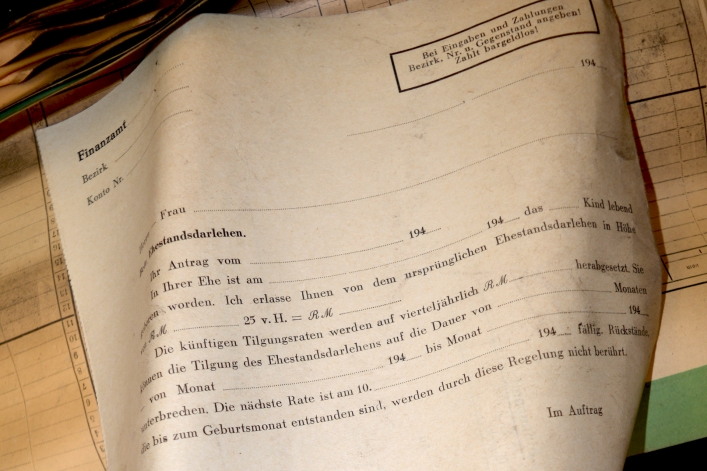 Bei Eingaben und Zahlungen
Bezirk, Nr. u. Gegenstand angeben!
Zahlt bargeldlos!
194
Finanzamt
Bezirk
Konto Nr.
Frau
Ehestandsdarlehen.
Ihr Antrag vom 194
In Ihrer Ehe ist am 194 das Kind lebend
worden. Ich erlasse Ihnen von dem ursprünglichen Ehestandsdarlehen in Höhe
RM 25 v. H. = RM
Die künftigen Tilgungsraten werden auf vierteljährlich RM herabgesetzt. Sie
die Tilgung des Ehestandsdarlehens auf die Dauer von Monaten
von Monat 194 bis Monat 194
unterbrechen. Die nächste Rate ist am 10. 194 fällig. Rückstände,
die bis zum Geburtsmonat entstanden sind, werden durch diese Regelung nicht berührt.
Im Auftrag